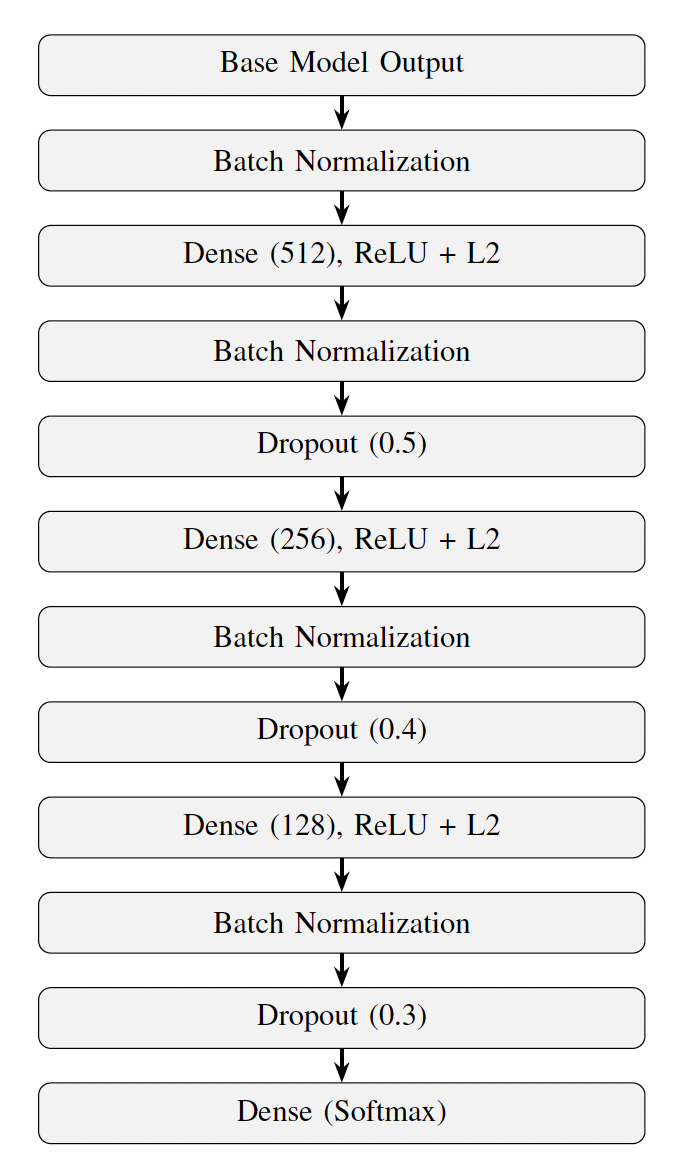 Base Model Output
Batch Normalization
Dense (512), ReLU + L2
Batch Normalization
Dropout (0.5)
Dense (256), ReLU + L2
Batch Normalization
Dropout (0.4)
Dense (128), ReLU + L2
Batch Normalization
Dropout (0.3)
Dense (Softmax)